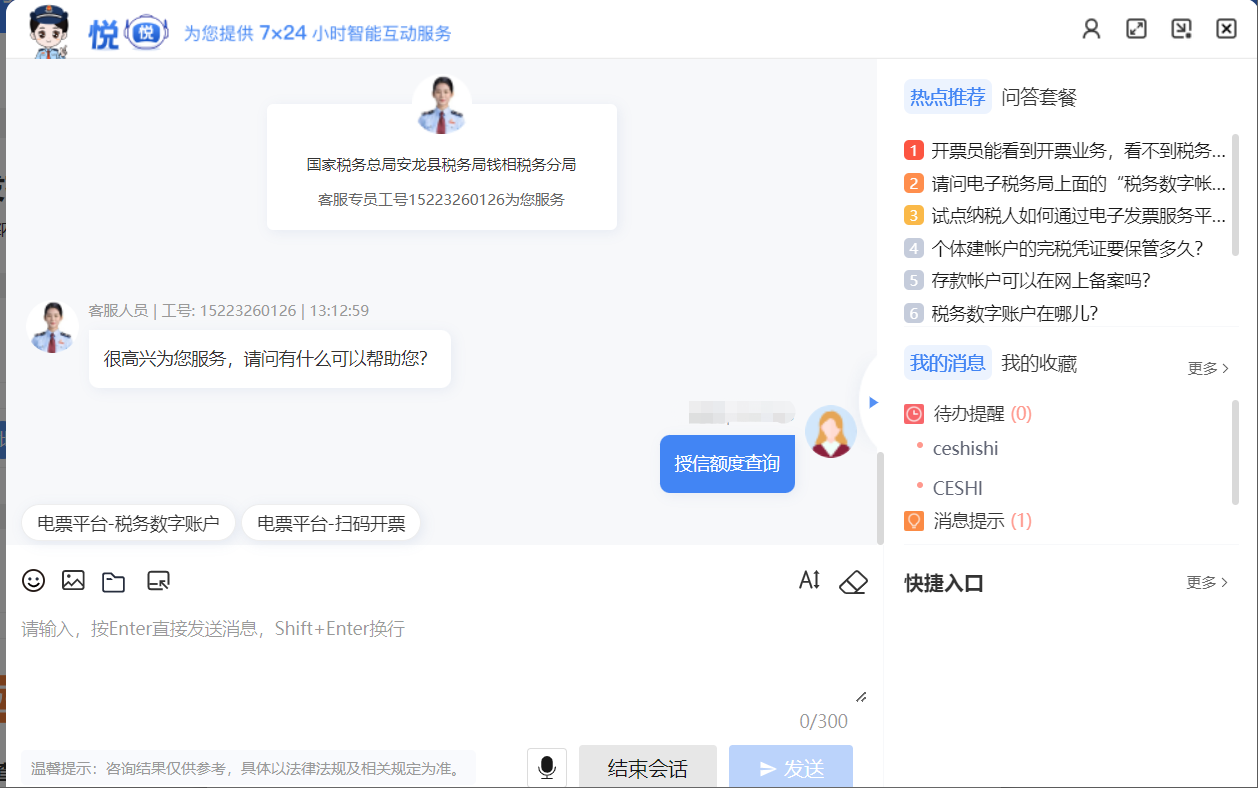 悦 悦 为您提供 7×24 小时智能互动服务
国家税务总局安龙县税务局钱相税务分局
客服专员工号15223260126为您服务
客服人员 | 工号: 15223260126 | 13:12:59
很高兴为您服务，请问有什么可以帮助您？
授信额度查询
电票平台-税务数字账户
电票平台-扫码开票
请输入，按Enter直接发送消息，Shift+Enter换行
0/300
温馨提示：咨询结果仅供参考，具体以法律法规及相关规定为准。
结束会话
发送
热点推荐 问答套餐
1 开票员能看到开票业务，看不到税务...
2 请问电子税务局上面的“税务数字帐...
3 试点纳税人如何通过电子发票服务平...
4 个体建帐户的完税凭证要保管多久？
5 存款帐户可以在网上备案吗？
6 税务数字账户在哪儿？
我的消息 我的收藏 更多
待办提醒 (0)
ceshishi
CESHI
消息提示 (1)
快捷入口 更多